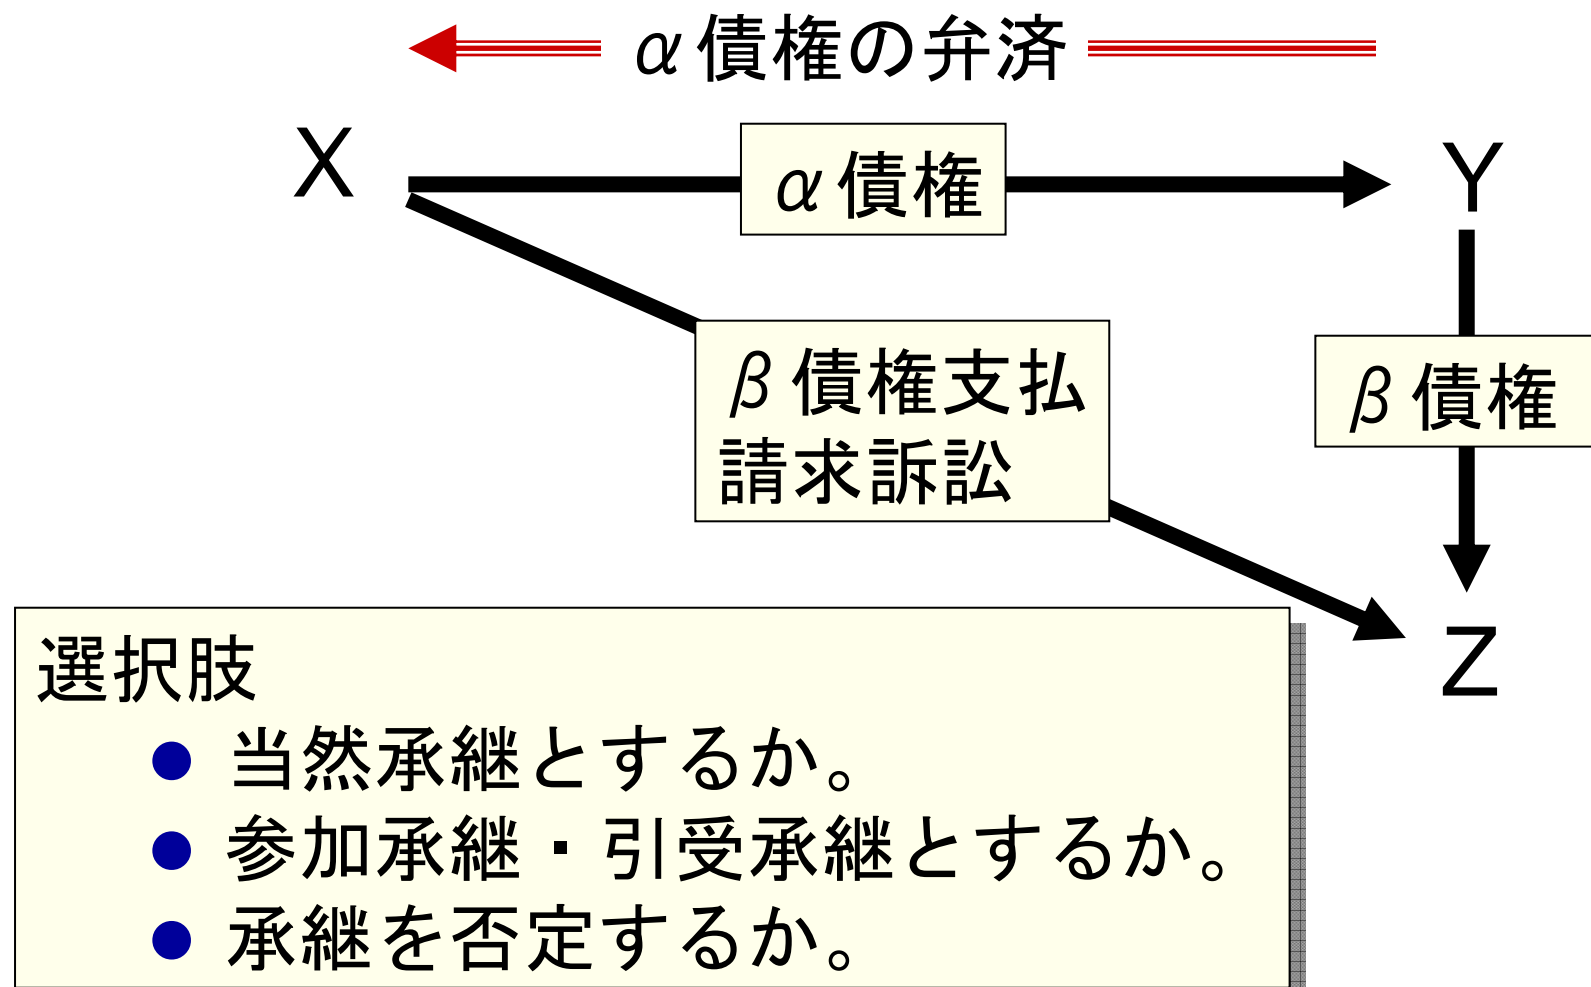 α債権の弁済
X
α債権
Y
β債権支払
請求訴訟
β債権
Z
選択肢
● 当然承継とするか。
● 参加承継・引受承継とするか。
● 承継を否定するか。